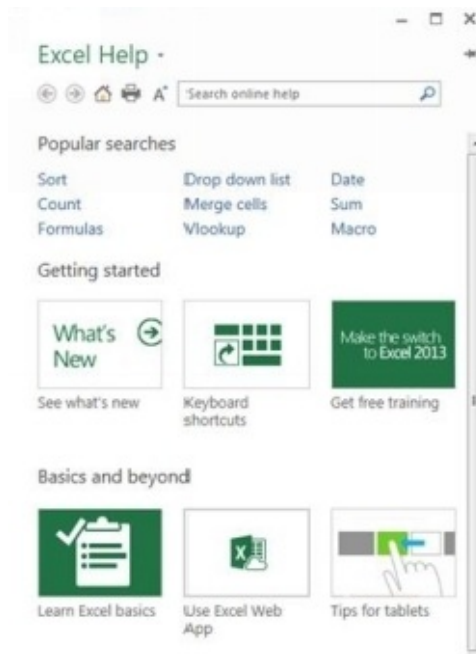 Excel Help
A
Search online help
Popular searches
Sort Drop down list Date
Count Merge cells Sum
Formulas Vlookup Macro
Getting started
What's
New
Make the switch
to Excel 2013
See what's new
Keyboard
shortcuts
Get free training
Basics and beyond
X
Learn Excel basics
Use Excel Web
App
Tips for tablets